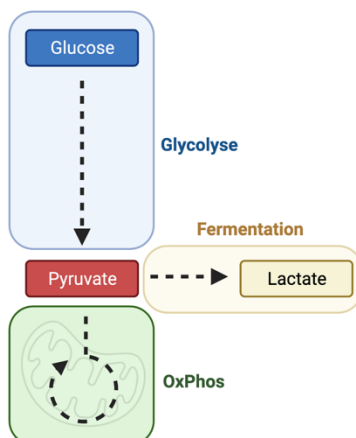 Glucose
Glycolyse
Fermentation
Pyruvate
Lactate
OxPhos